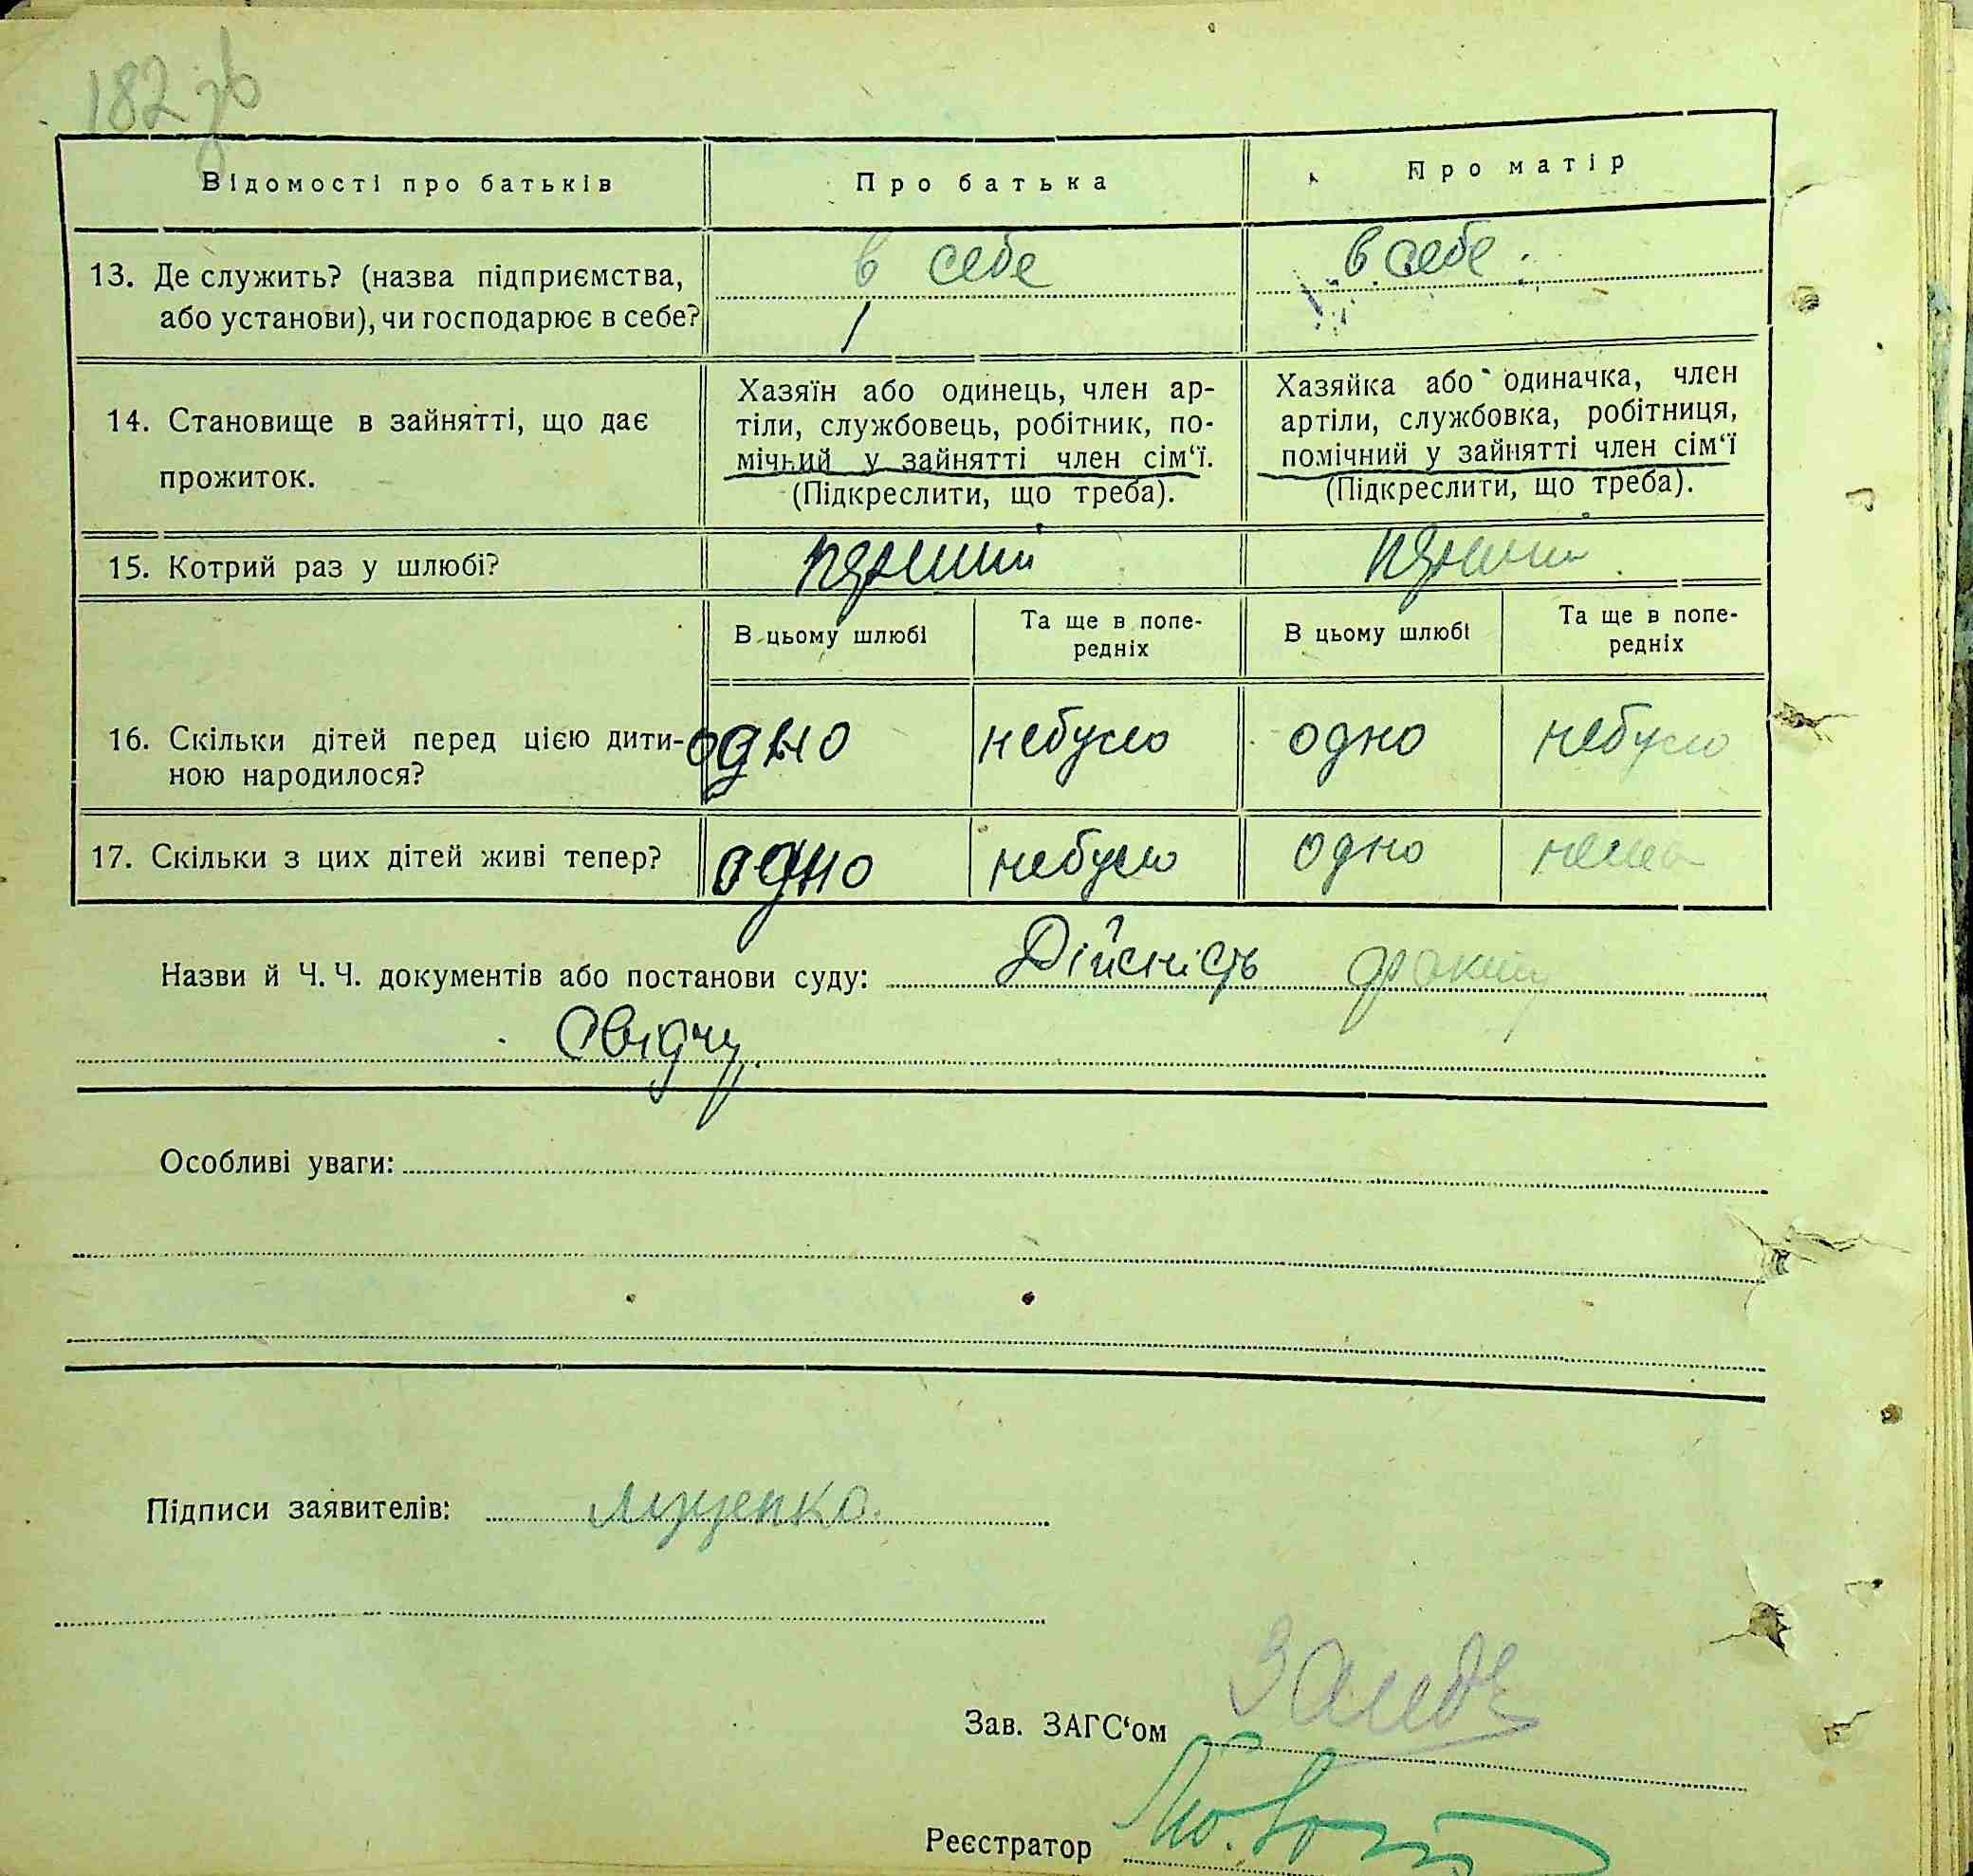 182 зв
Відомості про батьків
Про батька
Про матір
13. Де служить? (назва підприємства,
або установи), чи господарює в себе?
в себе
в себе
14. Становище в зайнятті, що дає
прожиток.
Хазяїн або одинець, член ар-
тіли, службовець, робітник, по-
мічний у зайнятті член сім‘ї.
(Підкреслити, що треба).
Хазяйка або одиначка, член
артіли, службовка, робітниця,
помічний у зайнятті член сім‘ї
(Підкреслити, що треба).
15. Котрий раз у шлюбі?
В цьому шлюбі
Та ще в попе-
редніх
В цьому шлюбі
Та ще в попе-
редніх
16. Скільки дітей перед цією дити-
ною народилося?
одно
небуло
одно
небуло
17. Скільки з цих дітей живі тепер?
одно
небуло
одно
нема
Назви й Ч. Ч. документів або постанови суду: Дійсність
Свідчу
Особливі уваги:
Підписи заявителів:
Зав. ЗАГС‘ом
Реєстратор